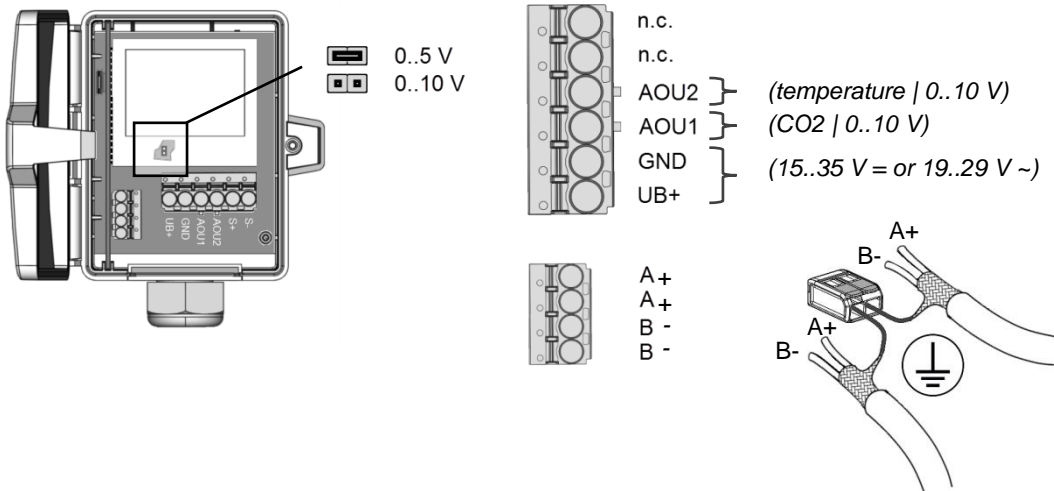 0..5 V
0..10 V
UB+
GND
AOU1
AOU2
S+
S-
n.c.
n.c.
AOU2 (temperature | 0..10 V)
AOU1 (CO2 | 0..10 V)
GND
UB+
(15..35 V = or 19..29 V ~)
A+
A+
B -
B -
A+
B-
A+
B-